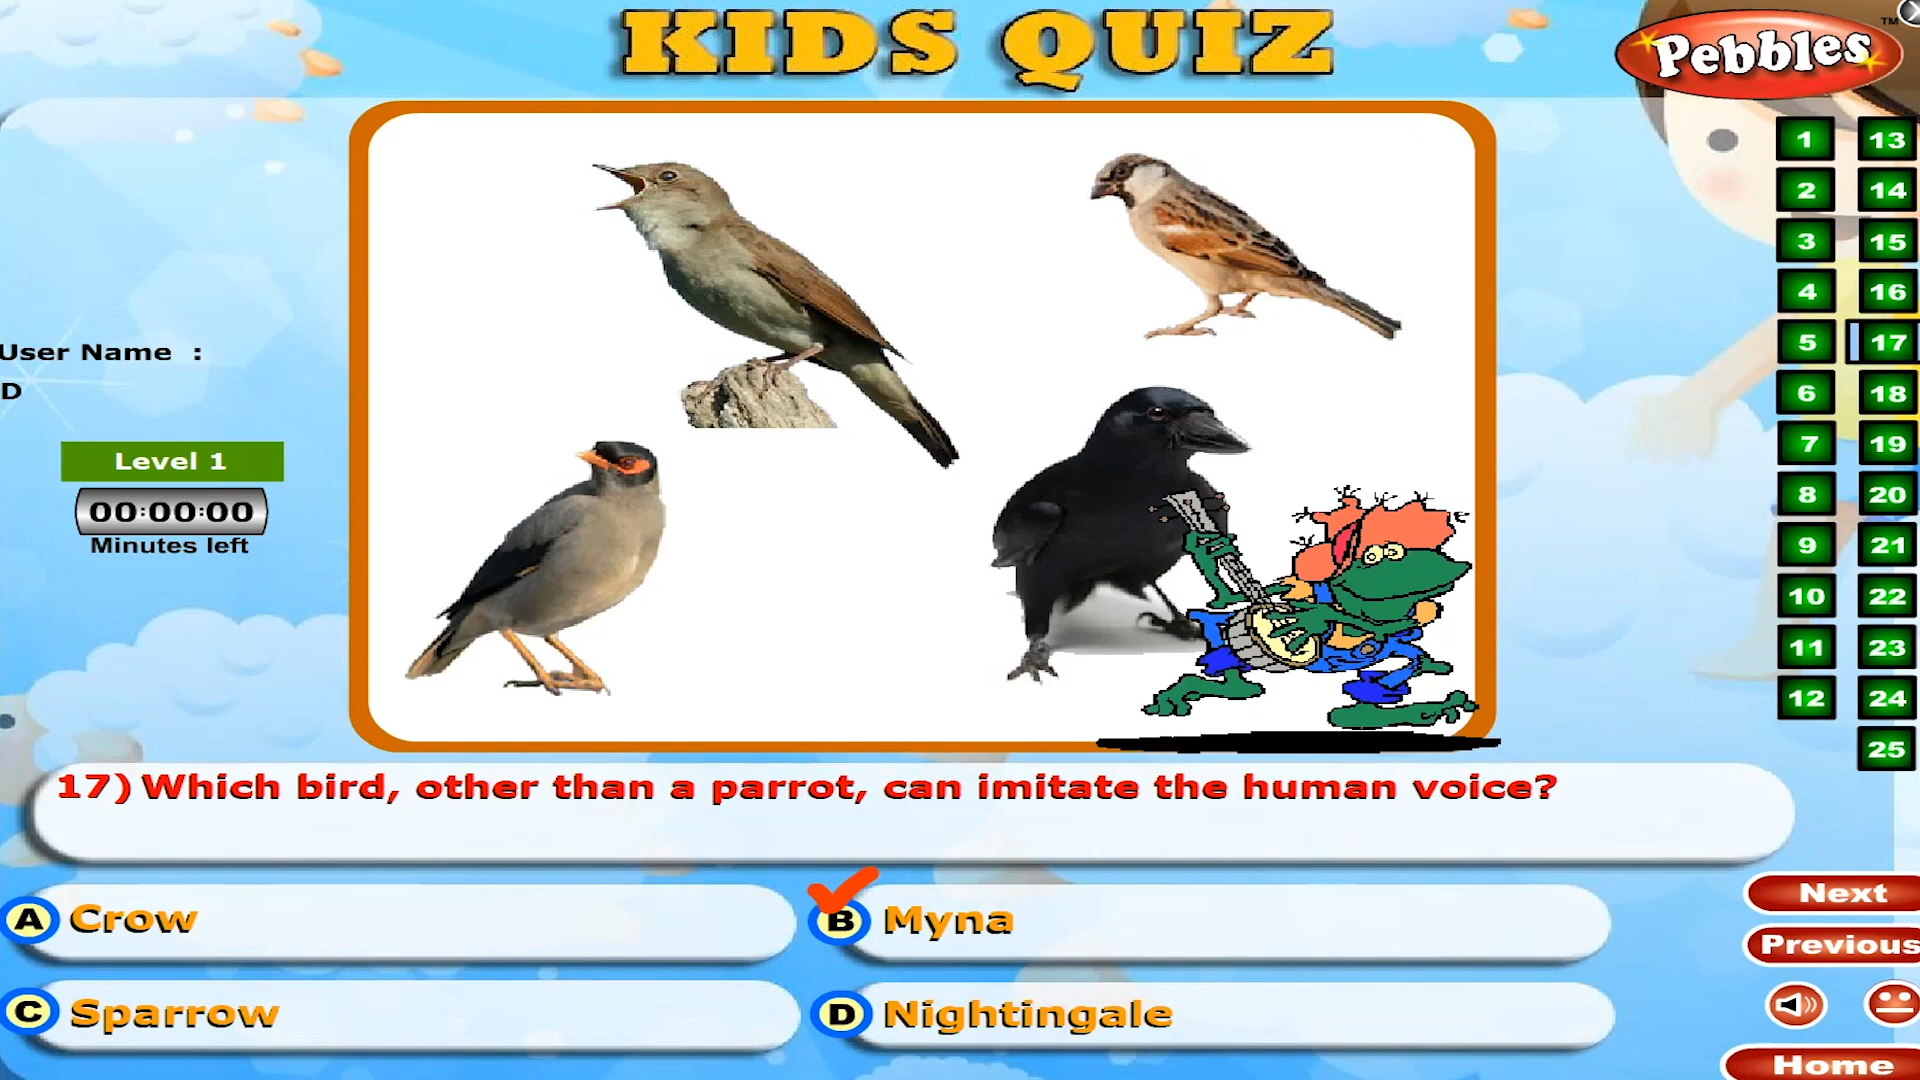 KIDS QUIZ
Pebbles
TM
User Name :
D
Level 1
00:00:00
Minutes left
1 13
2 14
3 15
4 16
5 17
6 18
7 19
8 20
9 21
10 22
11 23
12 24
25
17) Which bird, other than a parrot, can imitate the human voice?
A Crow
B Myna
C Sparrow
D Nightingale
Next
Previous
Home